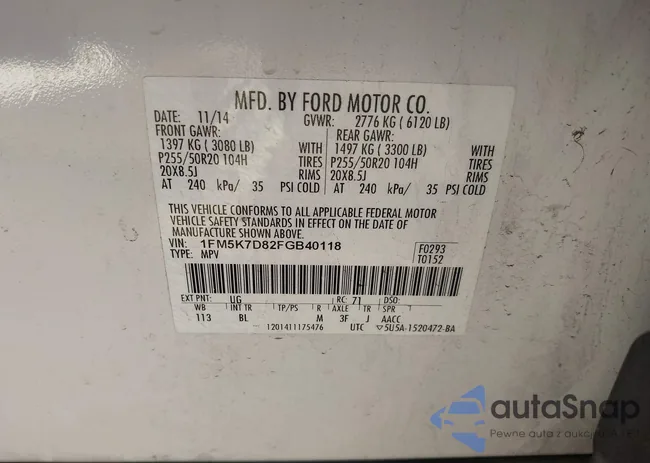 MFD. BY FORD MOTOR CO.
DATE: 11/14 GVWR: 2776 KG ( 6120 LB)
FRONT GAWR: REAR GAWR:
1397 KG ( 3080 LB) WITH 1497 KG ( 3300 LB) WITH
P255/50R20 104H TIRES P255/50R20 104H TIRES
20X8.5J RIMS 20X8.5J RIMS
AT 240 kPa/ 35 PSI COLD AT 240 kPa/ 35 PSI COLD
THIS VEHICLE CONFORMS TO ALL APPLICABLE FEDERAL MOTOR
VEHICLE SAFETY STANDARDS IN EFFECT ON THE DATE OF
MANUFACTURE SHOWN ABOVE.
VIN: 1FM5K7D82FGB40118 F0293
TYPE: MPV T0152
EXT PNT: UG RC: 71 DSO:
WB INT TR TP/PS R AXLE TR SPR
113 BL M 3F J AACC
1201411175476 UTC ▽5U5A-1520472-BA
autaSnap
Pewne auta z aukcji